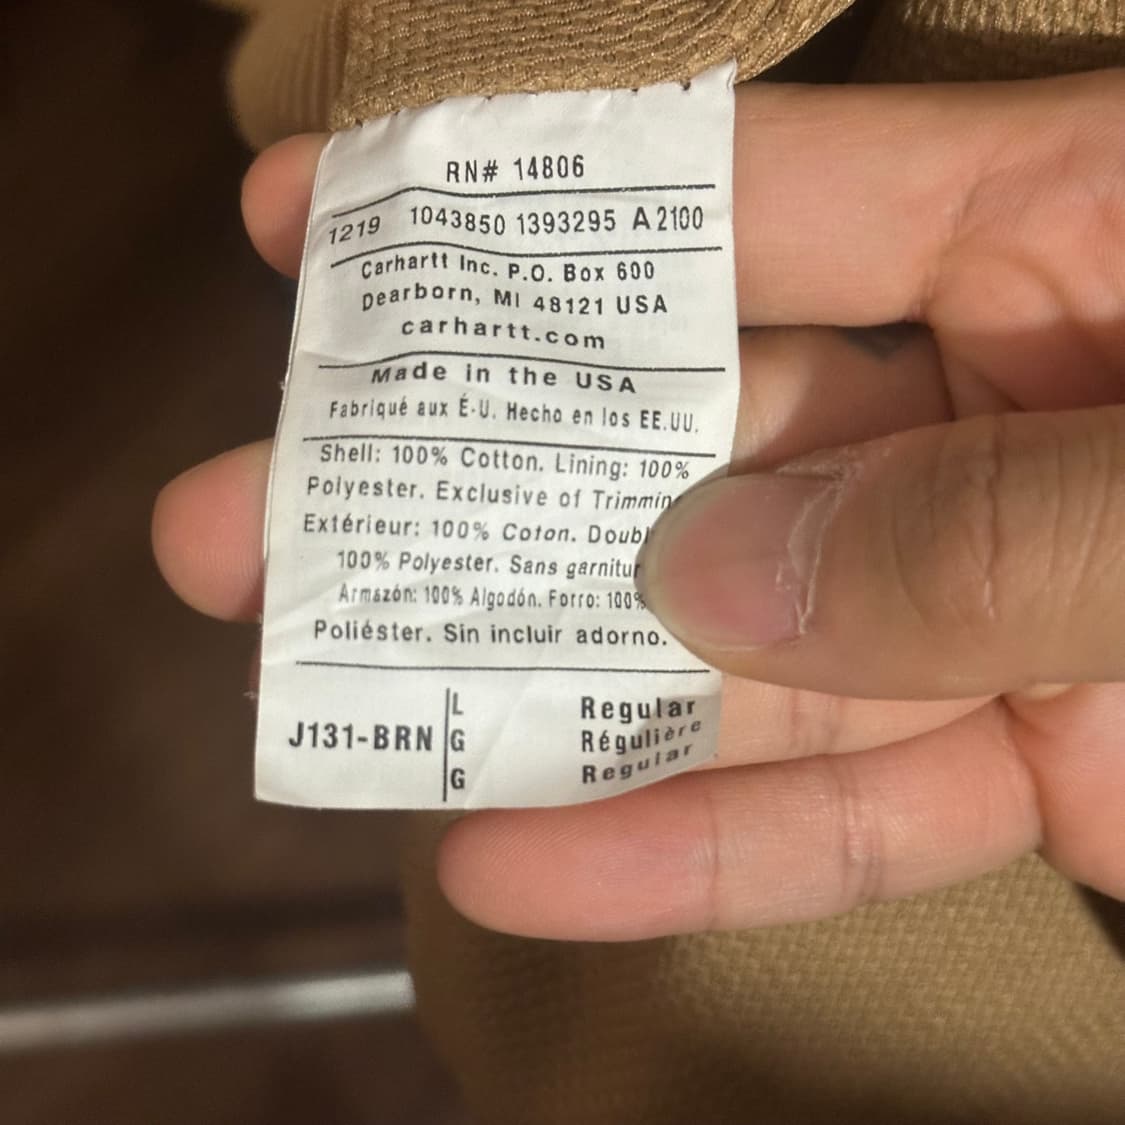 RN# 14806
1219 1043850 1393295 A 2100
Carhartt Inc. P.O. Box 600
Dearborn, MI 48121 USA
carhartt.com
Made in the USA
Fabriqué aux É-U. Hecho en los EE.UU.
Shell: 100% Cotton. Lining: 100%
Polyester. Exclusive of
Extérieur: 100% Coton.
100% Polyester. Sans
Armazón: 100% Algodón. Forro: 100%
Poliéster. Sin incluir adorno.
L Regular
J131-BRN G Régulière
G Regular